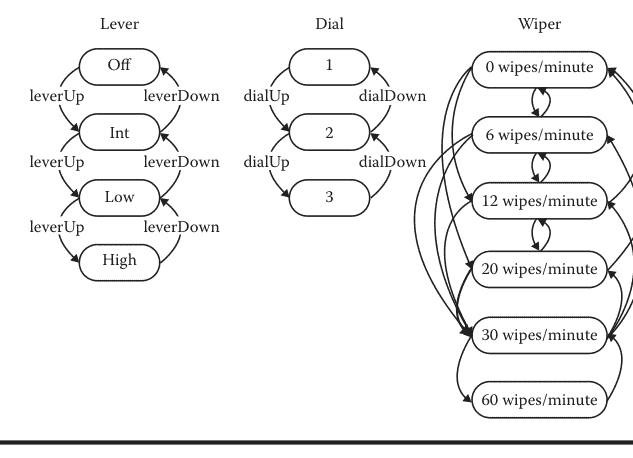 Lever
Dial
Wiper
Off
leverUp
leverDown
Int
leverUp
leverDown
Low
leverUp
leverDown
High
1
dialUp
dialDown
2
dialUp
dialDown
3
0 wipes/minute
6 wipes/minute
12 wipes/minute
20 wipes/minute
30 wipes/minute
60 wipes/minute